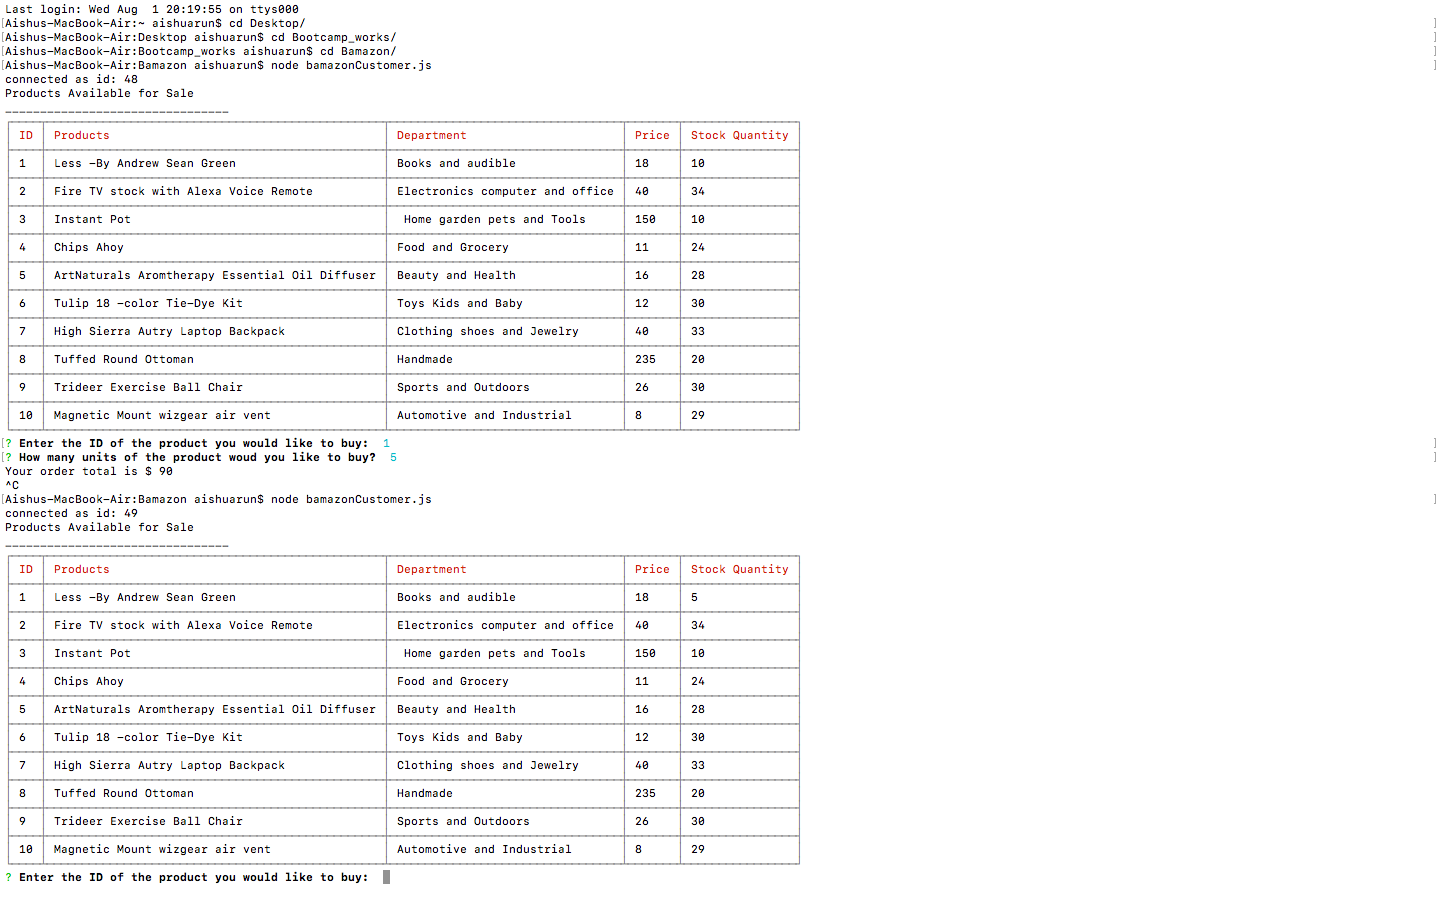 Last login: Wed Aug  1 20:19:55 on ttys000
[Aishus-MacBook-Air:~ aishuarun$ cd Desktop/ ]
[Aishus-MacBook-Air:Desktop aishuarun$ cd Bootcamp_works/ ]
[Aishus-MacBook-Air:Bootcamp_works aishuarun$ cd Bamazon/ ]
[Aishus-MacBook-Air:Bamazon aishuarun$ node bamazonCustomer.js ]
connected as id: 48
Products Available for Sale
________________________________
ID Products Department Price Stock Quantity
1 Less -By Andrew Sean Green Books and audible 18 10
2 Fire TV stock with Alexa Voice Remote Electronics computer and office 40 34
3 Instant Pot Home garden pets and Tools 150 10
4 Chips Ahoy Food and Grocery 11 24
5 ArtNaturals Aromtherapy Essential Oil Diffuser Beauty and Health 16 28
6 Tulip 18 -color Tie-Dye Kit Toys Kids and Baby 12 30
7 High Sierra Autry Laptop Backpack Clothing shoes and Jewelry 40 33
8 Tuffed Round Ottoman Handmade 235 20
9 Trideer Exercise Ball Chair Sports and Outdoors 26 30
10 Magnetic Mount wizgear air vent Automotive and Industrial 8 29
[? Enter the ID of the product you would like to buy:  1 ]
[? How many units of the product woud you like to buy?  5 ]
Your order total is $ 90
^C
[Aishus-MacBook-Air:Bamazon aishuarun$ node bamazonCustomer.js ]
connected as id: 49
Products Available for Sale
________________________________
ID Products Department Price Stock Quantity
1 Less -By Andrew Sean Green Books and audible 18 5
2 Fire TV stock with Alexa Voice Remote Electronics computer and office 40 34
3 Instant Pot Home garden pets and Tools 150 10
4 Chips Ahoy Food and Grocery 11 24
5 ArtNaturals Aromtherapy Essential Oil Diffuser Beauty and Health 16 28
6 Tulip 18 -color Tie-Dye Kit Toys Kids and Baby 12 30
7 High Sierra Autry Laptop Backpack Clothing shoes and Jewelry 40 33
8 Tuffed Round Ottoman Handmade 235 20
9 Trideer Exercise Ball Chair Sports and Outdoors 26 30
10 Magnetic Mount wizgear air vent Automotive and Industrial 8 29
? Enter the ID of the product you would like to buy: